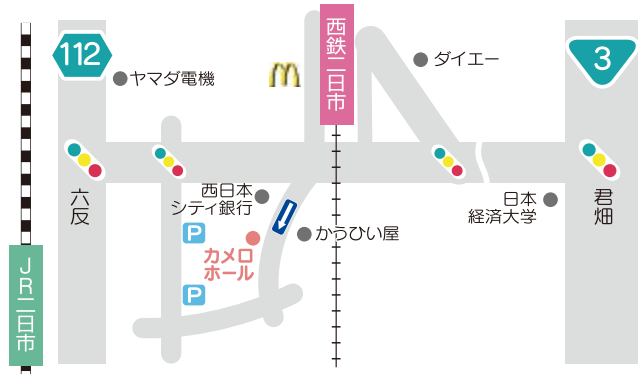 112
ヤマダ電機
西鉄二日市
ダイエー
3
六反
西日本
シティ銀行
かうひい屋
日本
経済大学
君畑
P
カメロ
ホール
P
JR二日市